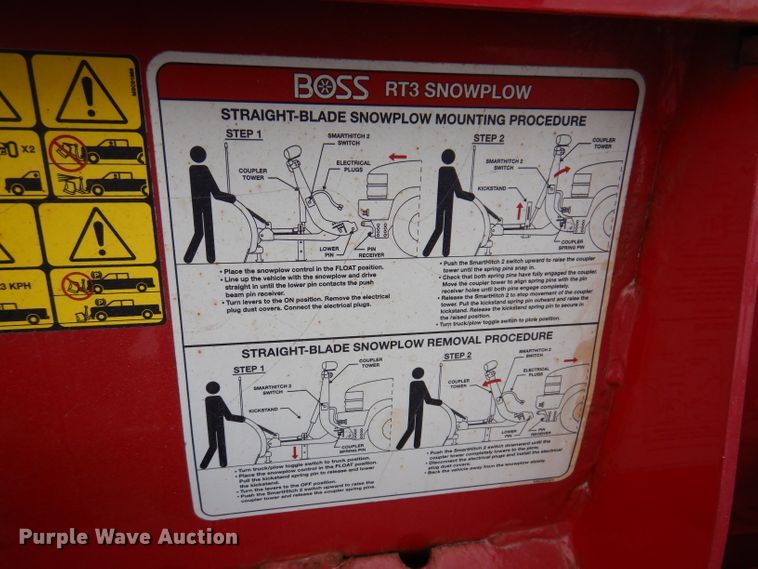 BOSS RT3 SNOWPLOW
STRAIGHT-BLADE SNOWPLOW MOUNTING PROCEDURE
STEP 1
SMARTHITCH 2
SWITCH
COUPLER
TOWER
ELECTRICAL
PLUGS
LOWER
PIN
PIN
RECEIVER
• Place the snowplow control in the FLOAT position.
• Line up the vehicle with the snowplow and drive
straight in until the lower pin contacts the push
beam pin receiver.
• Turn levers to the ON position. Remove the electrical
plug dust covers. Connect the electrical plugs.
STEP 2
COUPLER
TOWER
SMARTHITCH 2
SWITCH
KICKSTAND
COUPLER
SPRING PIN
• Push the SmartHitch 2 switch upward to raise the coupler
tower until the spring pins snap in.
• Check that both spring pins have fully engaged the coupler.
Move the coupler tower to align spring pins with the pin
receiver holes until both pins engage completely.
• Release the SmartHitch 2 to stop movement of the coupler
tower. Pull the kickstand spring pin outward and raise the
kickstand. Release the kickstand spring pin to secure in
the raised position.
• Turn truck/plow toggle switch to plow position.
STRAIGHT-BLADE SNOWPLOW REMOVAL PROCEDURE
STEP 1
COUPLER
TOWER
SMARTHITCH 2
SWITCH
KICKSTAND
COUPLER
SPRING PIN
• Turn truck/plow toggle switch to truck position.
• Place the snowplow control in the FLOAT position.
Pull the kickstand spring pin to release and lower
the kickstand.
• Turn the levers to the OFF position.
• Push the SmartHitch 2 switch upward to raise the
coupler tower and release the coupler spring pins.
STEP 2
SMARTHITCH 2
SWITCH
COUPLER
TOWER
ELECTRICAL
PLUGS
LOWER
PIN
PIN
RECEIVER
• Push the SmartHitch 2 switch downward until the
coupler tower completely lowers to the plow.
• Disconnect the electrical plugs and install the electrical
plug dust covers.
• Back the vehicle away from the snowplow slowly.
X2
KPH
P
P
Purple Wave Auction